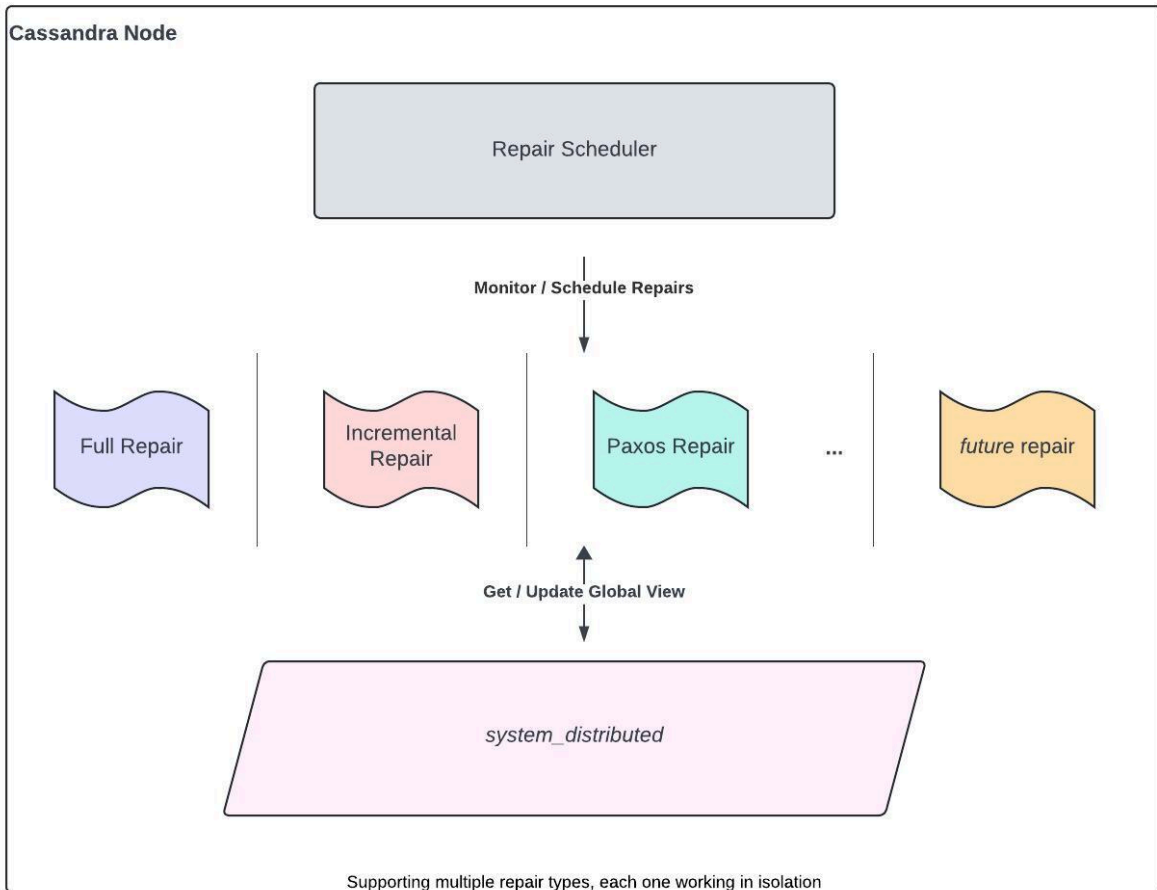 Cassandra Node
Repair Scheduler
Monitor / Schedule Repairs
Full Repair
Incremental
Repair
Paxos Repair
...
future repair
Get / Update Global View
system_distributed
Supporting multiple repair types, each one working in isolation